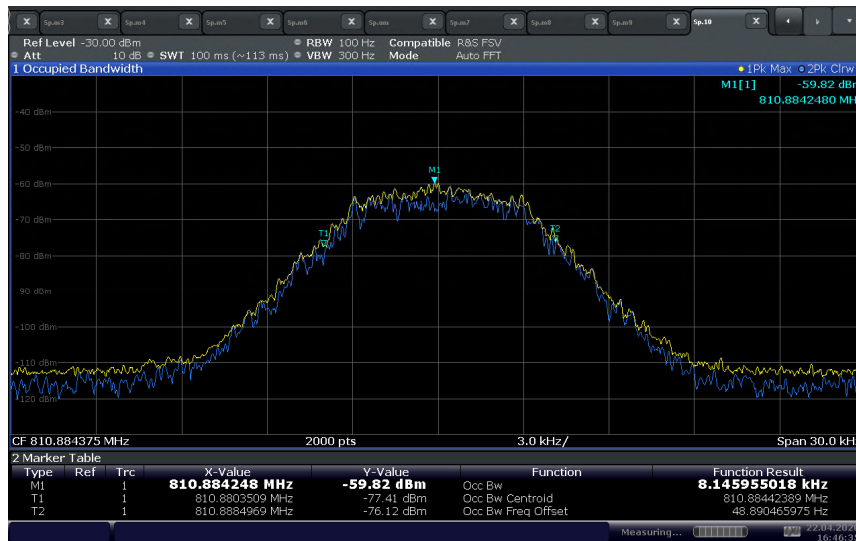 Sp.m3 Sp.m4 Sp.m5 Sp.m6 Sp.m7 Sp.m8 Sp.m9 Sp.10
Ref Level -30.00 dBm RBW 100 Hz Compatible R&S FSV
Att 10 dB SWT 100 ms (~113 ms) VBW 300 Hz Mode Auto FFT
1 Occupied Bandwidth 1Pk Max 2Pk Clrw
M1[1] -59.82 dBm
810.8842480 MH
-40 dBm
-50 dBm
M1
-60 dBm
-70 dBm
T1 T2
-80 dBm
90 dBm
-100 dBm
-110 dBm
120 dBm
CF 810.884375 MHz 2000 pts 3.0 kHz/ Span 30.0 kHz
2 Marker Table
Type Ref Trc X-Value Y-Value Function Function Result
M1 1 810.884248 MHz -59.82 dBm Occ Bw 8.145955018 kHz
T1 1 810.8803509 MHz -77.41 dBm Occ Bw Centroid 810.88442389 MHz
T2 1 810.8884969 MHz -76.12 dBm Occ Bw Freq Offset 48.890465975 Hz
Measuring... 22.04.202
16:46:3